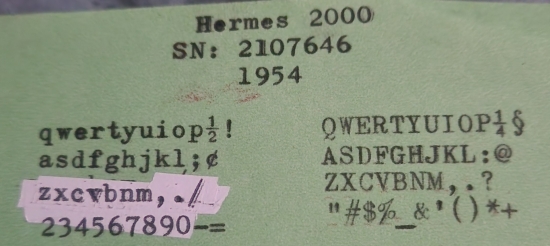 Hermes 2000
SN: 2107646
1954
qwertyuiop½!
asdfghjkl;¢
zxcvbnm,./
234567890-=
QWERTYUIOP¼§
ASDFGHJKL:@
ZXCVBNM,.?
"#$%_&'()*+